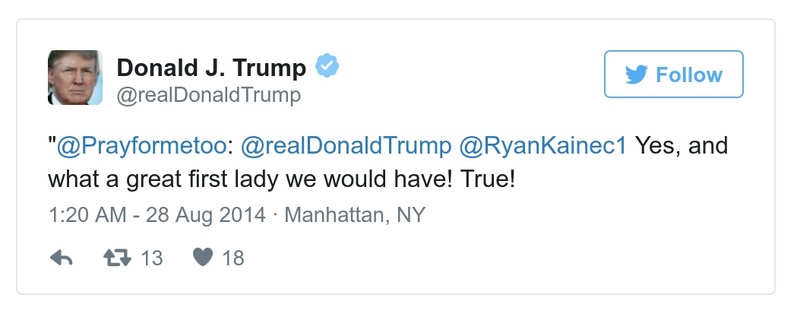 Donald J. Trump
@realDonaldTrump
Follow
"@Prayformetoo: @realDonaldTrump @RyanKainec1 Yes, and
what a great first lady we would have! True!
1:20 AM - 28 Aug 2014 · Manhattan, NY
13 18